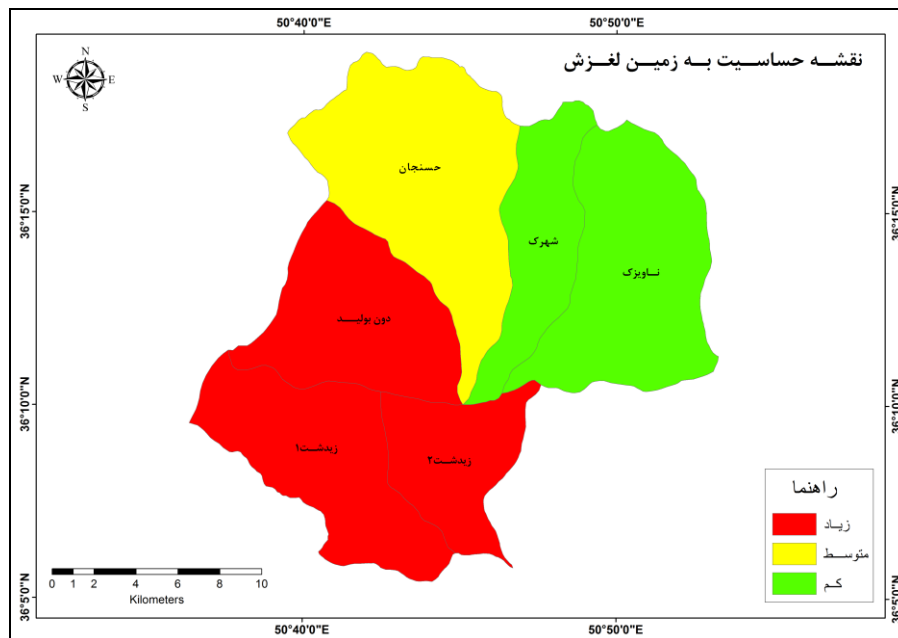 50°40'0"E
50°50'0"E
نقشه حساسیت به زمین لغزش
N
W E
S
حسنجان
36°15'0"N
36°15'0"N
شهرک
ناویزک
دون بولید
36°10'0"N
36°10'0"N
زیدشت۱
زیدشت۲
راهنما
زیاد
متوسط
کم
0 1 2 4 6 8 10
Kilometers
36°5'0"N
36°5'0"N
50°40'0"E
50°50'0"E